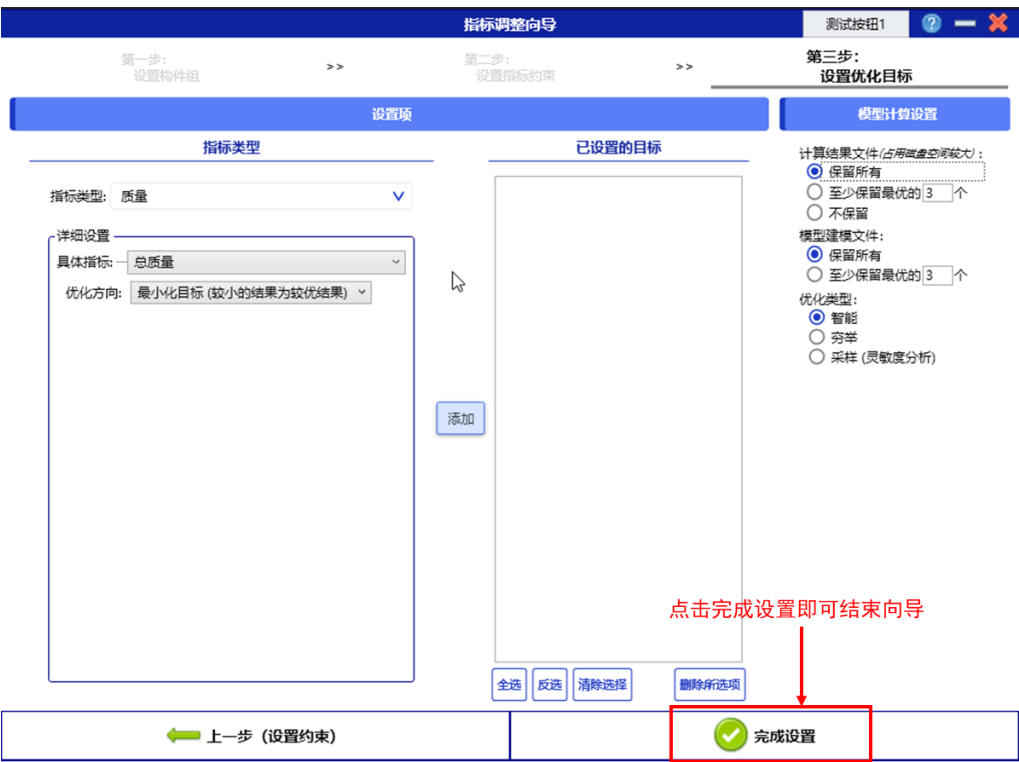 指标调整向导
测试按钮1
?
第一步:
设置构件组
>>
第二步:
设置指标约束
>>
第三步:
设置优化目标
设置项
模型计算设置
指标类型
已设置的目标
指标类型: 质量
详细设置
具体指标: 总质量
优化方向: 最小化目标 (较小的结果为较优结果)
添加
计算结果文件(占用磁盘空间较大) :
保留所有
至少保留最优的 3 个
不保留
模型建模文件:
保留所有
至少保留最优的 3 个
优化类型:
智能
穷举
采样 (灵敏度分析)
点击完成设置即可结束向导
全选 反选 清除选择 删除所选项
上一步（设置约束）
完成设置